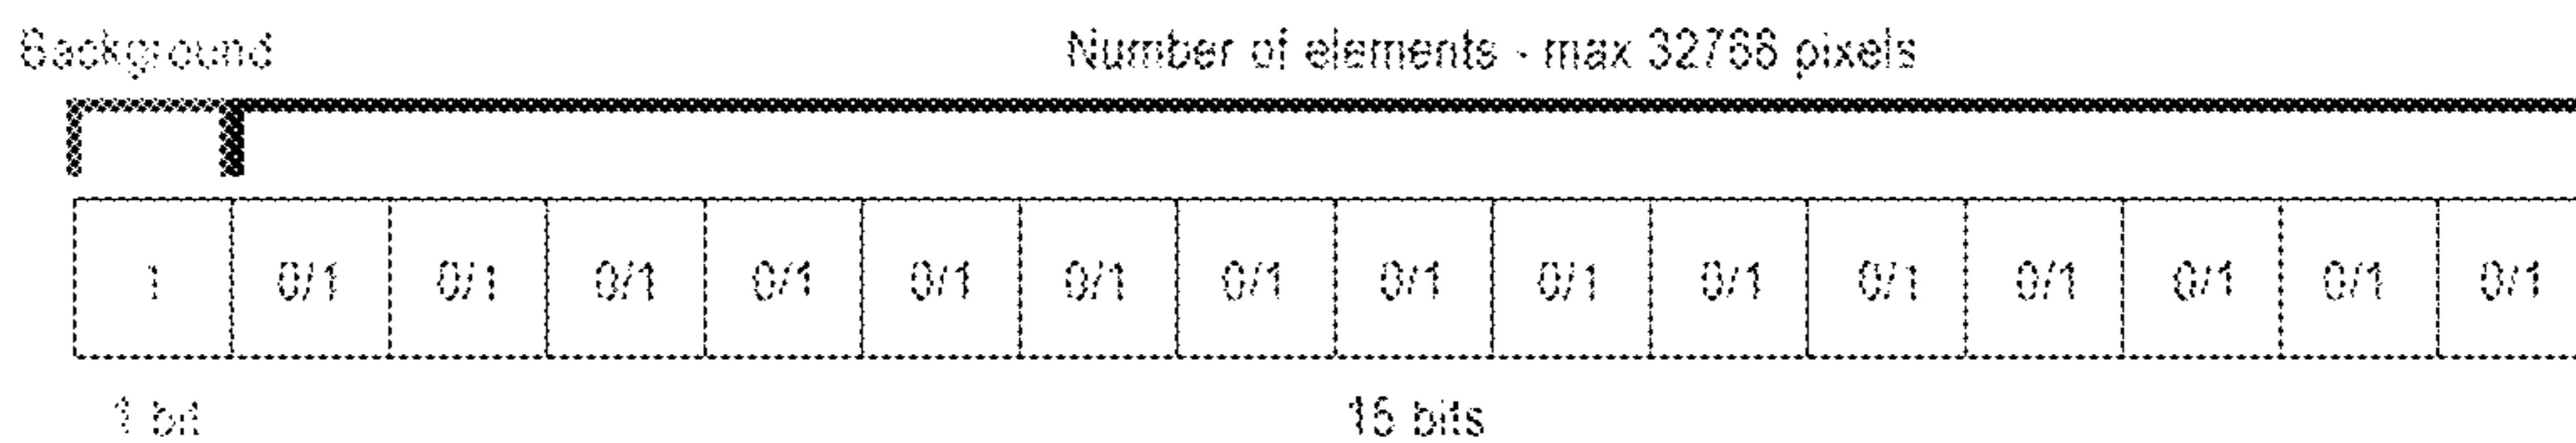 Background Number of elements - max 32768 pixels
1 0/1 0/1 0/1 0/1 0/1 0/1 0/1 0/1 0/1 0/1 0/1 0/1 0/1 0/1 0/1
1 bit 15 bits